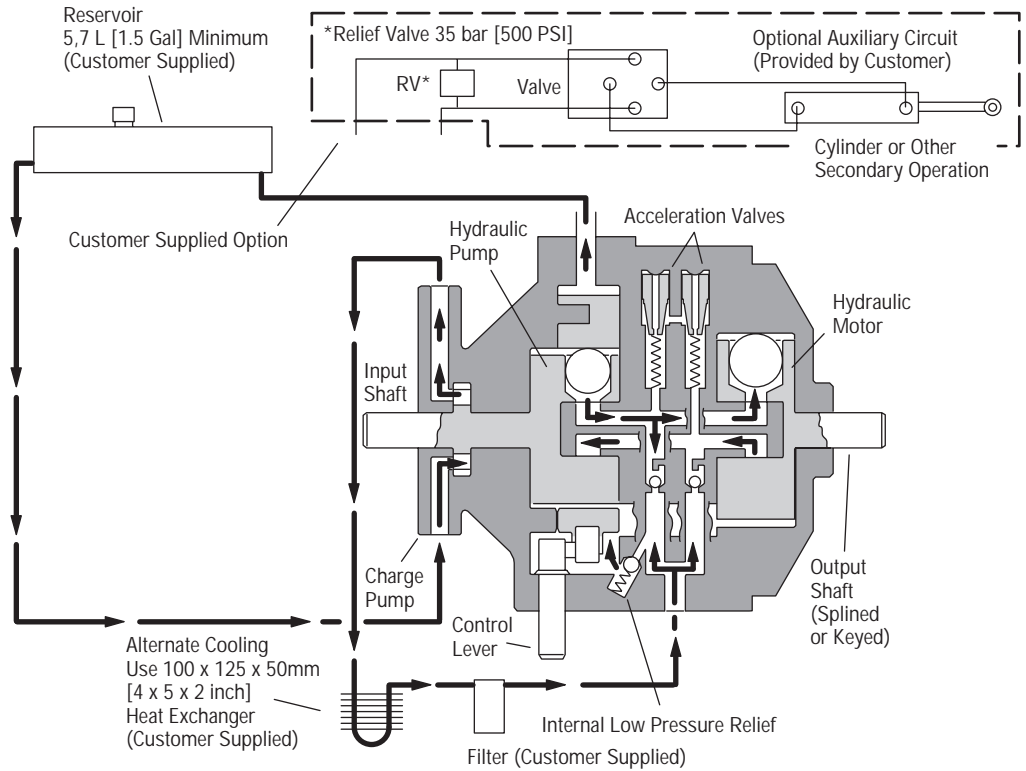 Reservoir
5,7 L [1.5 Gal] Minimum
(Customer Supplied)
*Relief Valve 35 bar [500 PSI]
RV*
Valve
Optional Auxiliary Circuit
(Provided by Customer)
Cylinder or Other
Secondary Operation
Customer Supplied Option
Hydraulic
Pump
Acceleration Valves
Hydraulic
Motor
Input
Shaft
Charge
Pump
Control
Lever
Output
Shaft
(Splined
or Keyed)
Alternate Cooling
Use 100 x 125 x 50mm
[4 x 5 x 2 inch]
Heat Exchanger
(Customer Supplied)
Internal Low Pressure Relief
Filter (Customer Supplied)